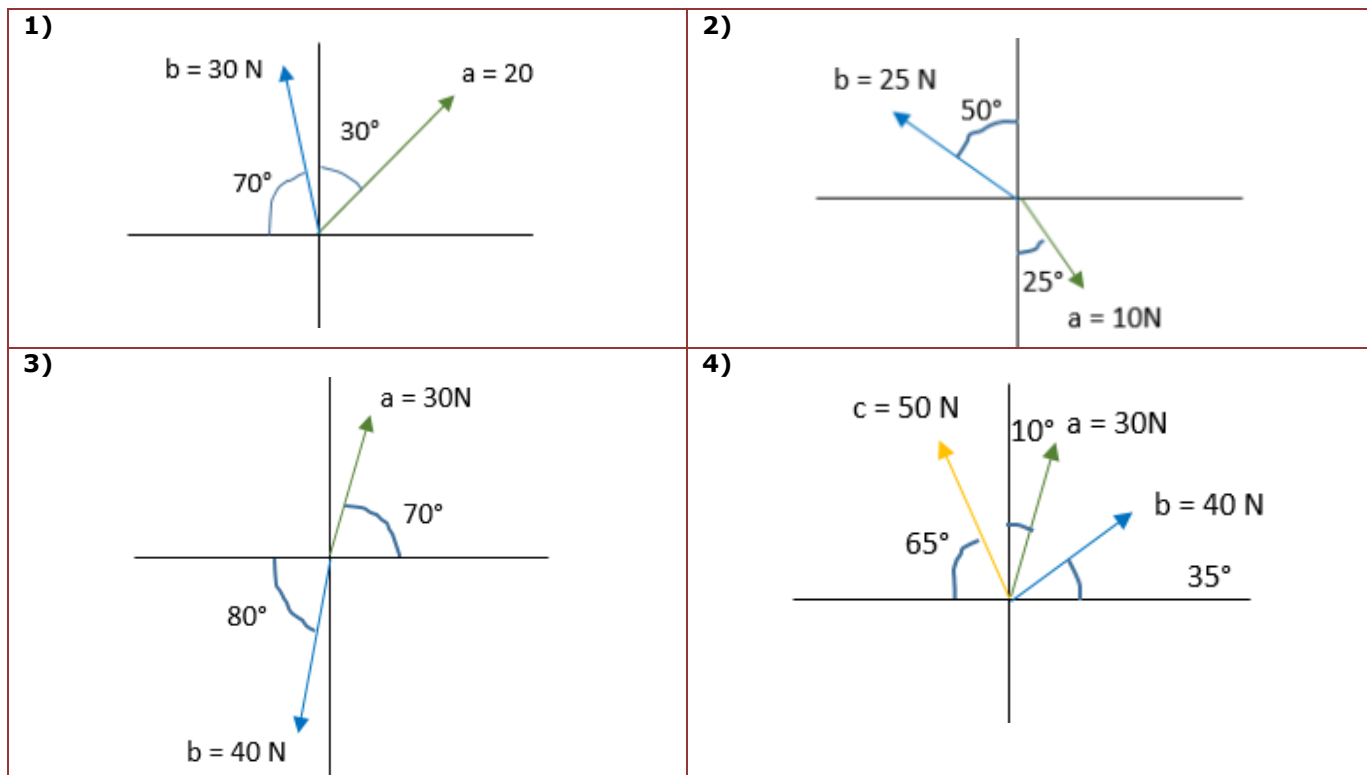 1)
b = 30 N
a = 20
30°
70°
2)
b = 25 N
50°
25°
a = 10N
3)
a = 30N
70°
80°
b = 40 N
4)
c = 50 N
10°
a = 30N
b = 40 N
65°
35°